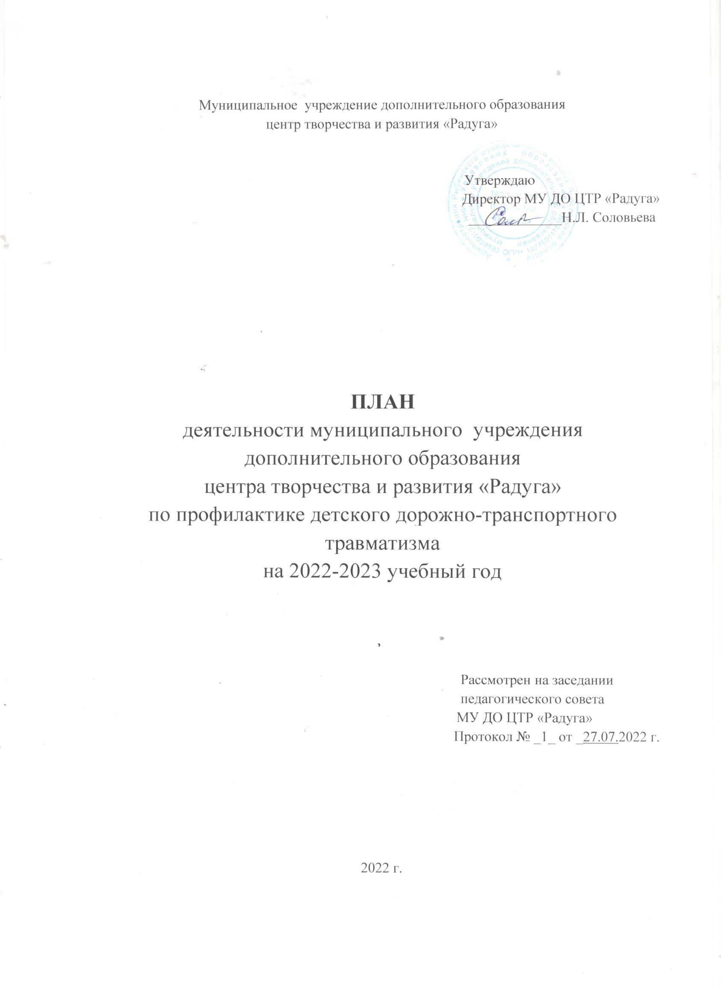 Муниципальное  учреждение дополнительного образования
центр творчества и развития «Радуга»
Утверждаю
Директор МУ ДО ЦТР «Радуга»
Н.Л. Соловьева
ПЛАН
деятельности муниципального  учреждения
дополнительного образования
центра творчества и развития «Радуга»
по профилактике детского дорожно-транспортного
травматизма
на 2022-2023 учебный год
Рассмотрен на заседании
педагогического совета
МУ ДО ЦТР «Радуга»
Протокол № _1_ от _27.07.2022 г.
2022 г.